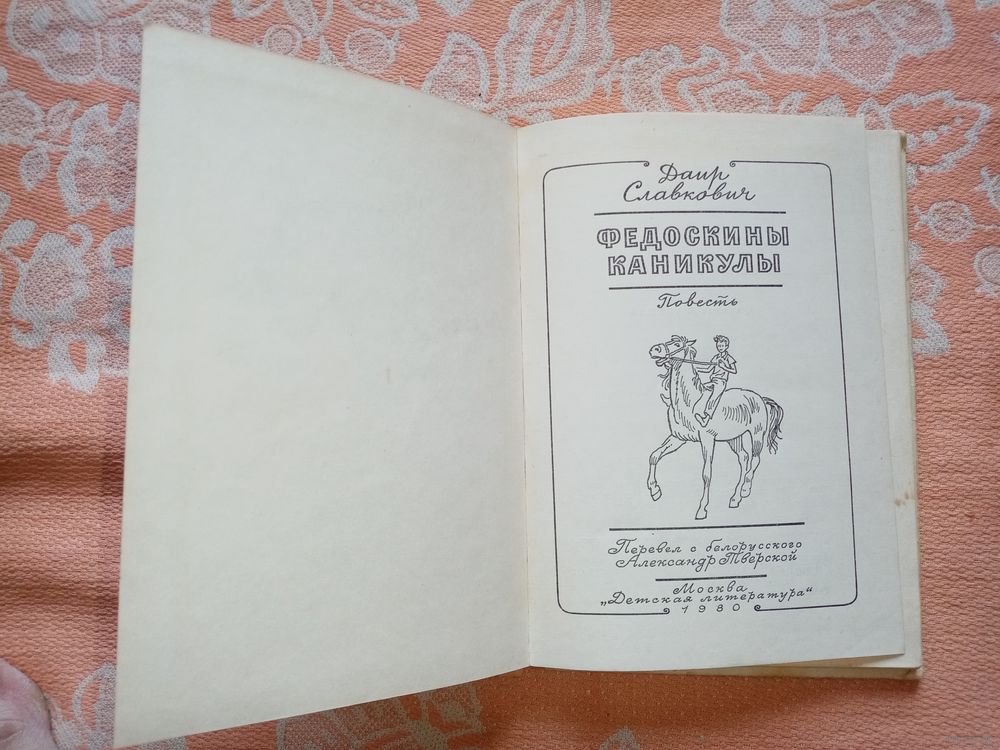 Даир
Славкович
ФЕДОСКИНЫ
КАНИКУЛЫ
Повесть
Перевел с белорусского
Александр Тверской
Москва
„Детская литература“
1980